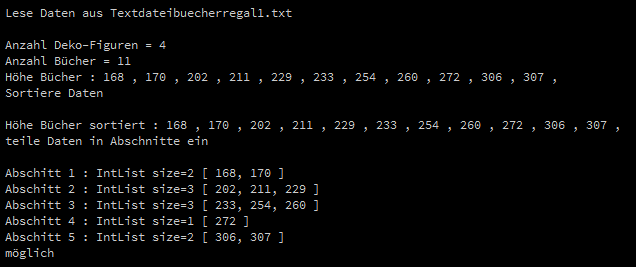 Lese Daten aus Textdateibuecherregal1.txt
Anzahl Deko-Figuren = 4
Anzahl Bücher = 11
Höhe Bücher : 168 , 170 , 202 , 211 , 229 , 233 , 254 , 260 , 272 , 306 , 307 ,
Sortiere Daten
Höhe Bücher sortiert : 168 , 170 , 202 , 211 , 229 , 233 , 254 , 260 , 272 , 306 , 307 ,
teile Daten in Abschnitte ein
Abschitt 1 : IntList size=2 [ 168, 170 ]
Abschitt 2 : IntList size=3 [ 202, 211, 229 ]
Abschitt 3 : IntList size=3 [ 233, 254, 260 ]
Abschitt 4 : IntList size=1 [ 272 ]
Abschitt 5 : IntList size=2 [ 306, 307 ]
möglich